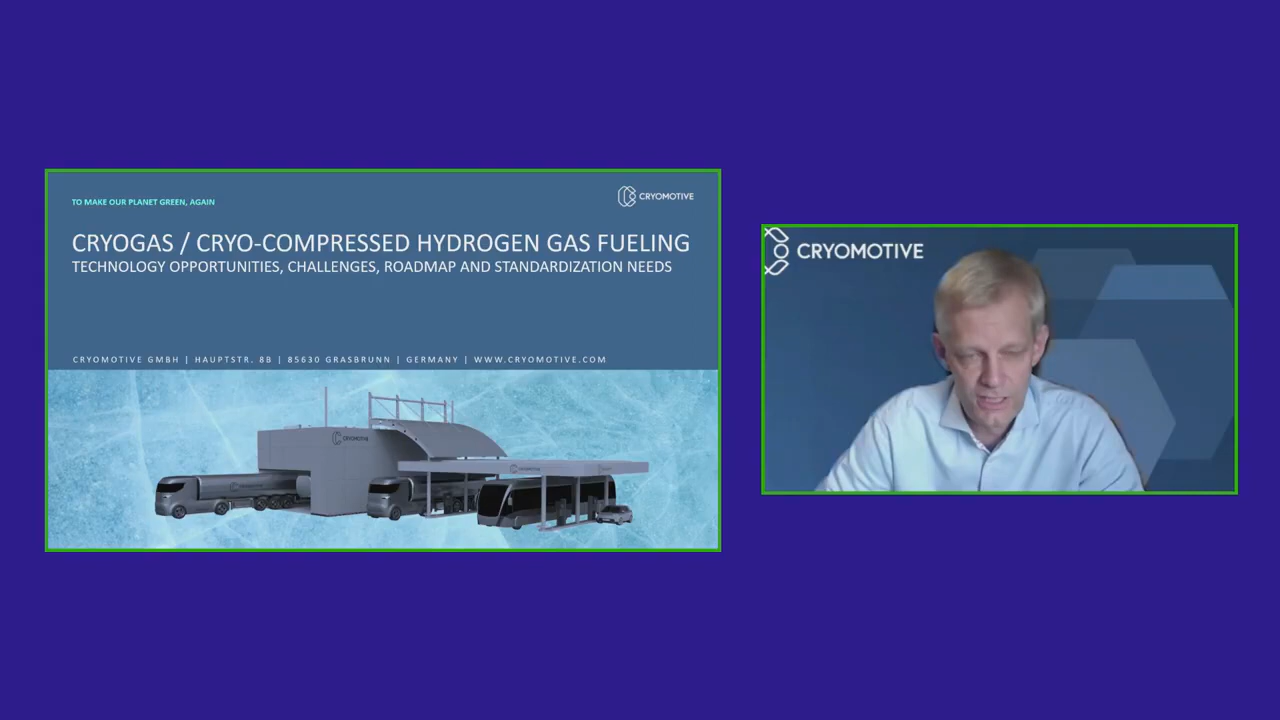 TO MAKE OUR PLANET GREEN, AGAIN
CRYOMOTIVE
CRYOGAS / CRYO-COMPRESSED HYDROGEN GAS FUELING
TECHNOLOGY OPPORTUNITIES, CHALLENGES, ROADMAP AND STANDARDIZATION NEEDS
CRYOMOTIVE GMBH | HAUPTSTR. 8B | 85630 GRASBRUNN | GERMANY | WWW.CRYOMOTIVE.COM
CRYOMOTIVE
CRYOMOTIVE